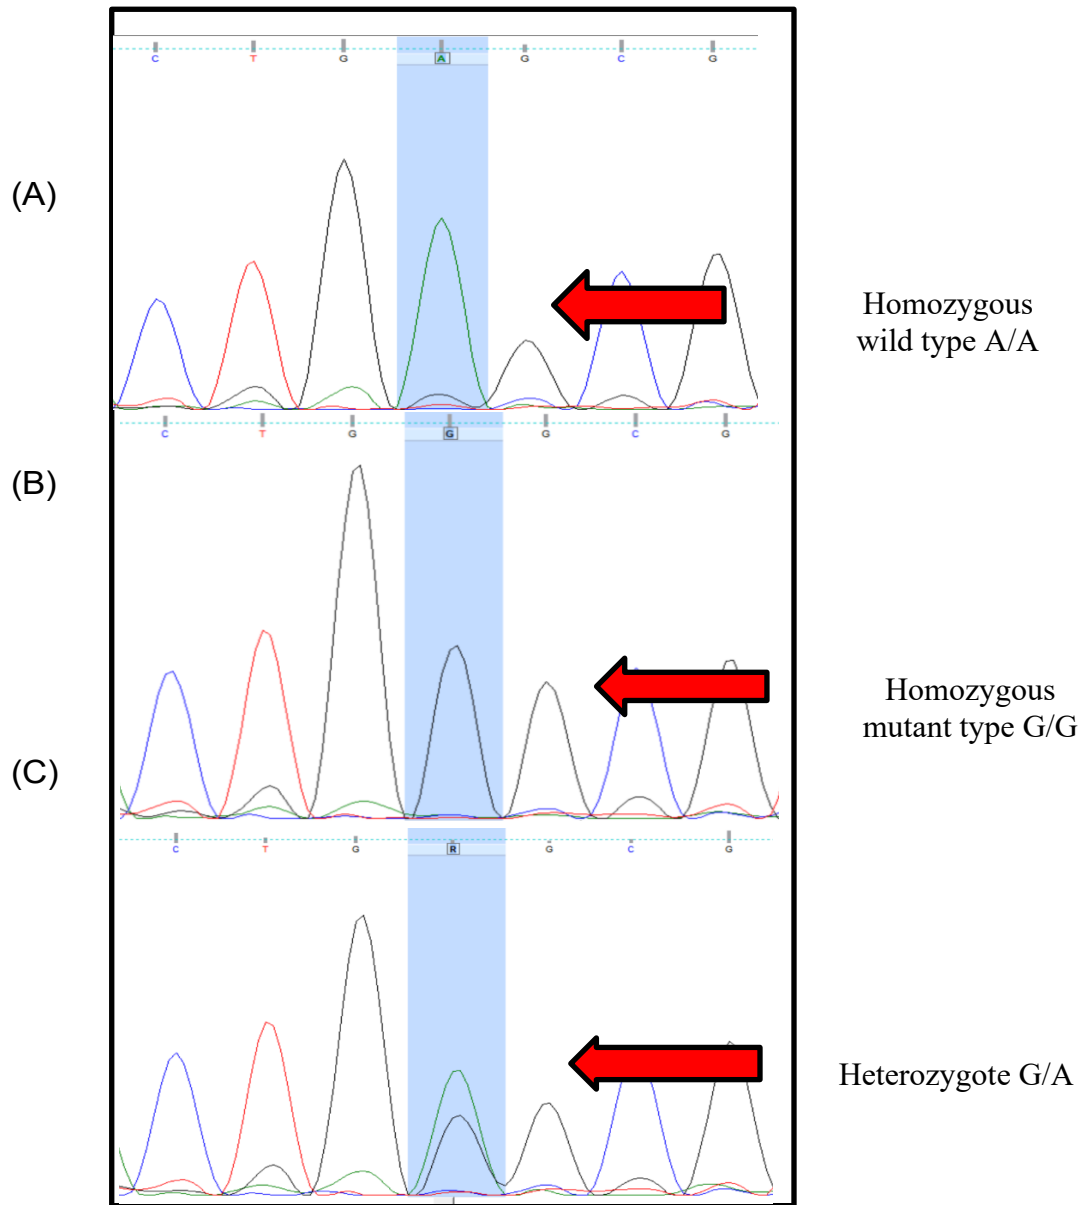 C T G A G C G
(A)
Homozygous
wild type A/A
C T G G G C G
(B)
Homozygous
mutant type G/G
(C)
C T G R G C G
Heterozygote G/A